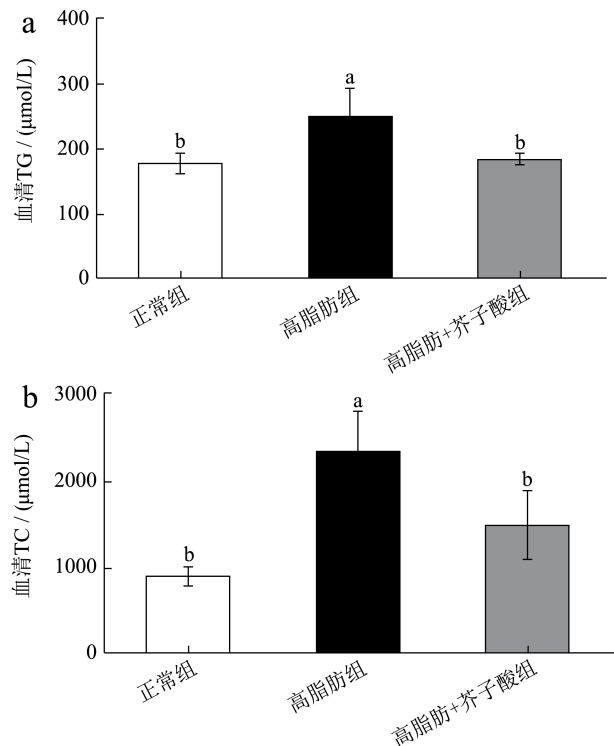 a
血清TG / (μmol/L)
400
300
200
100
0
b
a
b
正常组
高脂肪组
高脂肪+芥子酸组
b
血清TC / (μmol/L)
3000
2000
1000
0
b
a
b
正常组
高脂肪组
高脂肪+芥子酸组